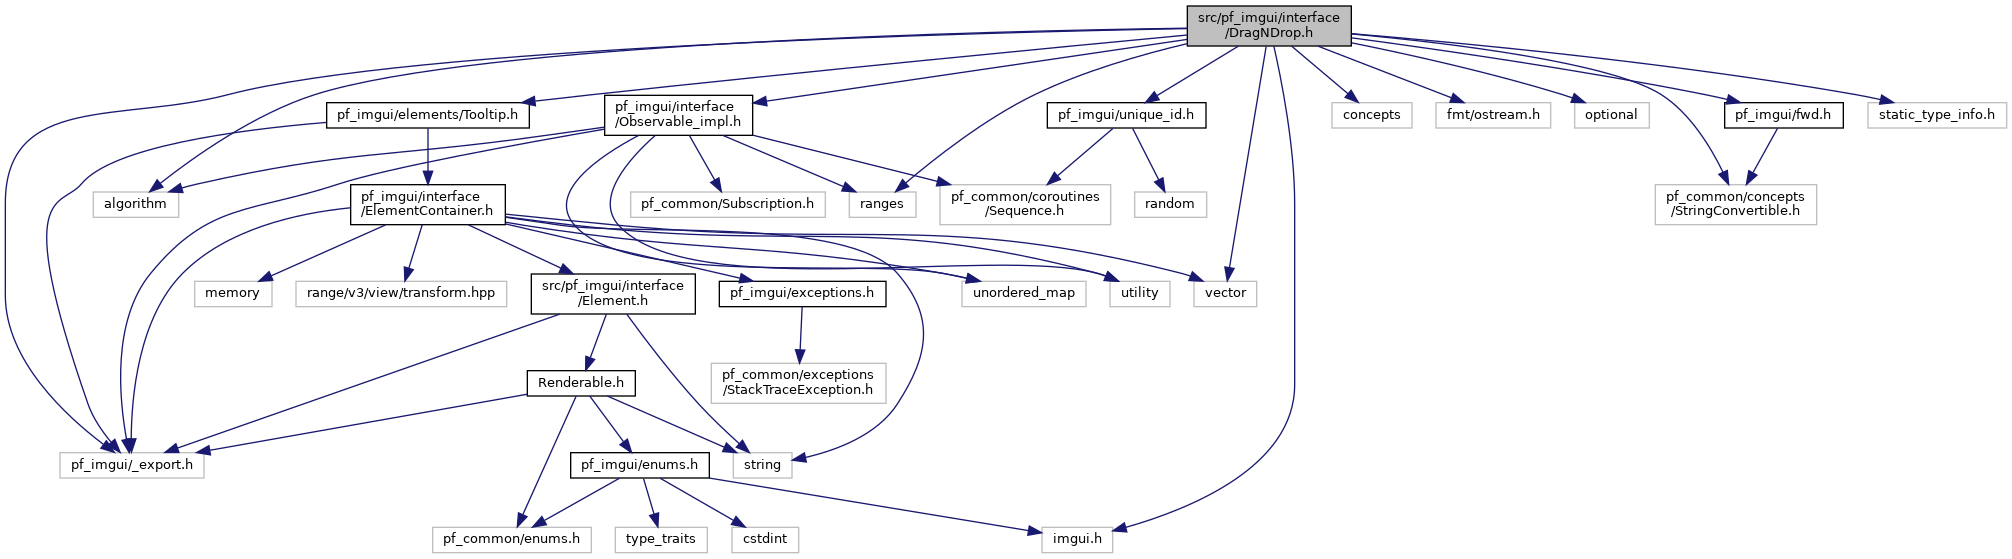 src/pf_imgui/interface
/DragNDrop.h
pf_imgui/elements/Tooltip.h
pf_imgui/interface
/Observable_impl.h
pf_imgui/unique_id.h
concepts
fmt/ostream.h
optional
pf_imgui/fwd.h
static_type_info.h
algorithm
pf_imgui/interface
/ElementContainer.h
pf_common/Subscription.h
ranges
pf_common/coroutines
/Sequence.h
random
pf_common/concepts
/StringConvertible.h
memory
range/v3/view/transform.hpp
src/pf_imgui/interface
/Element.h
pf_imgui/exceptions.h
unordered_map
utility
vector
Renderable.h
pf_common/exceptions
/StackTraceException.h
pf_imgui/_export.h
pf_imgui/enums.h
string
pf_common/enums.h
type_traits
cstdint
imgui.h